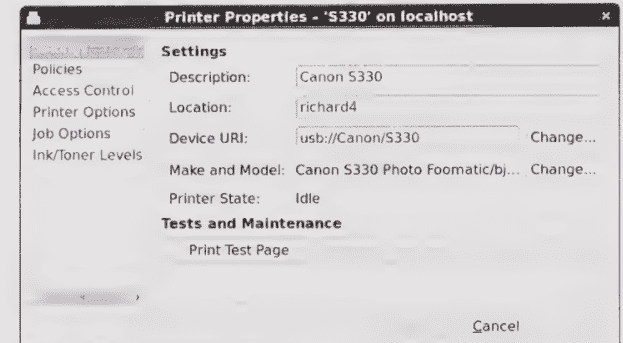 Printer Properties - 'S330' on localhost ×
Settings
Policies
Access Control
Printer Options
Job Options
Ink/Toner Levels
Description: Canon S330
Location: richard4
Device URI: usb://Canon/S330 Change...
Make and Model: Canon S330 Photo Foomatic/bj... Change...
Printer State: Idle
Tests and Maintenance
Print Test Page
Cancel